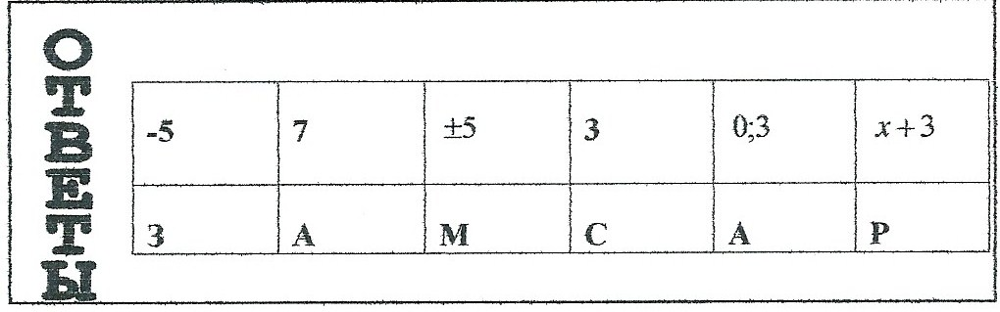 ОТВЕТЫ
-5 7 ±5 3 0;3 x + 3
З А М С А Р